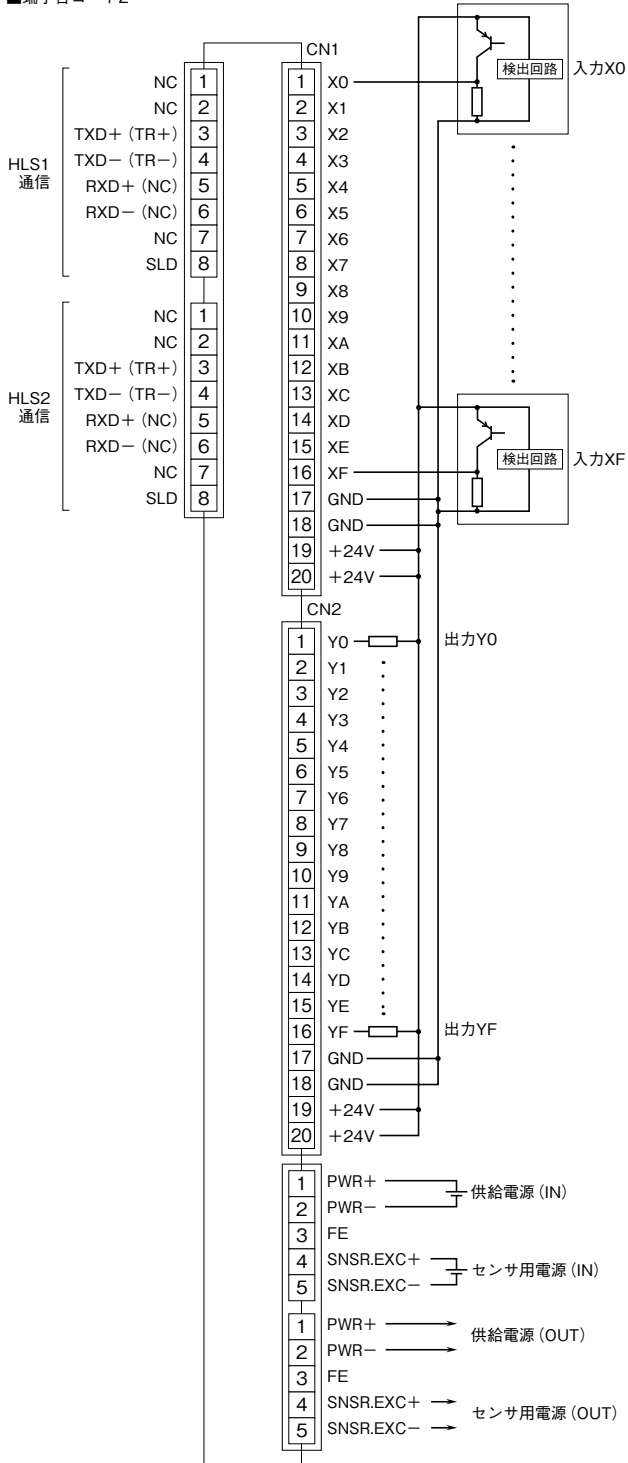 ■端子台コード2
HLS1
通信
NC 1
NC 2
TXD+ (TR+) 3
TXD− (TR−) 4
RXD+ (NC) 5
RXD− (NC) 6
NC 7
SLD 8
HLS2
通信
NC 1
NC 2
TXD+ (TR+) 3
TXD− (TR−) 4
RXD+ (NC) 5
RXD− (NC) 6
NC 7
SLD 8
CN1
1 X0
2 X1
3 X2
4 X3
5 X4
6 X5
7 X6
8 X7
9 X8
10 X9
11 XA
12 XB
13 XC
14 XD
15 XE
16 XF
17 GND
18 GND
19 +24V
20 +24V
検出回路 入力X0
検出回路 入力XF
CN2
1 Y0 出力Y0
2 Y1
3 Y2
4 Y3
5 Y4
6 Y5
7 Y6
8 Y7
9 Y8
10 Y9
11 YA
12 YB
13 YC
14 YD
15 YE
16 YF 出力YF
17 GND
18 GND
19 +24V
20 +24V
1 PWR+
2 PWR−
供給電源 (IN)
3 FE
4 SNSR.EXC+
5 SNSR.EXC−
センサ用電源 (IN)
1 PWR+
2 PWR−
供給電源 (OUT)
3 FE
4 SNSR.EXC+
5 SNSR.EXC−
センサ用電源 (OUT)